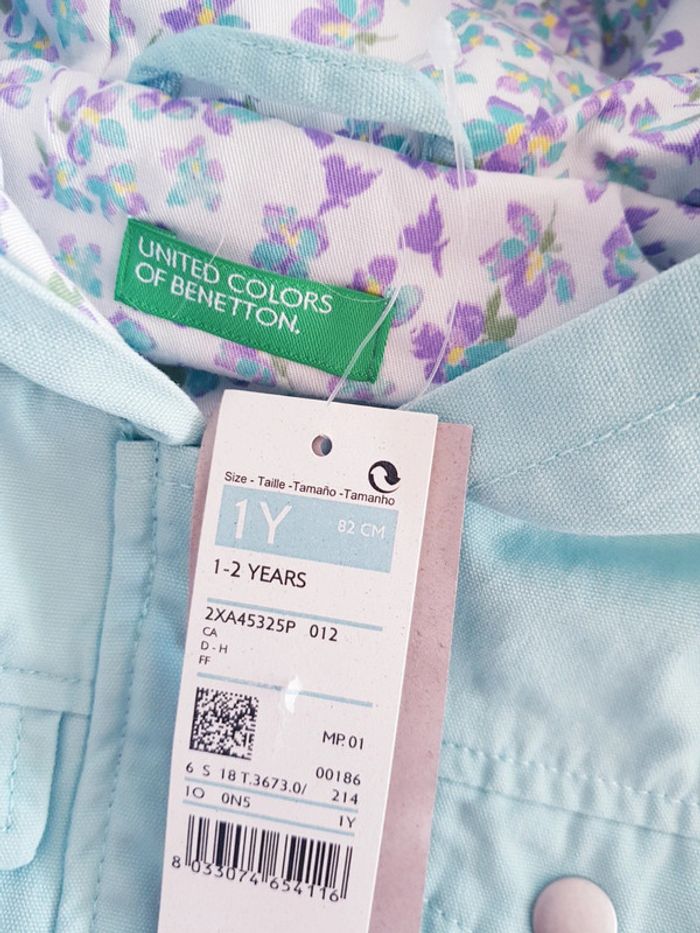 UNITED COLORS
OF BENETTON.
Size - Taille -Tamaño -Tamanho
1Y 82 CM
1-2 YEARS
2XA45325P 012
CA
D - H
FF
MP. 01
6 S 18 T.3673.0/ 00186
214
1O 0N5 1Y
8 033074 654116